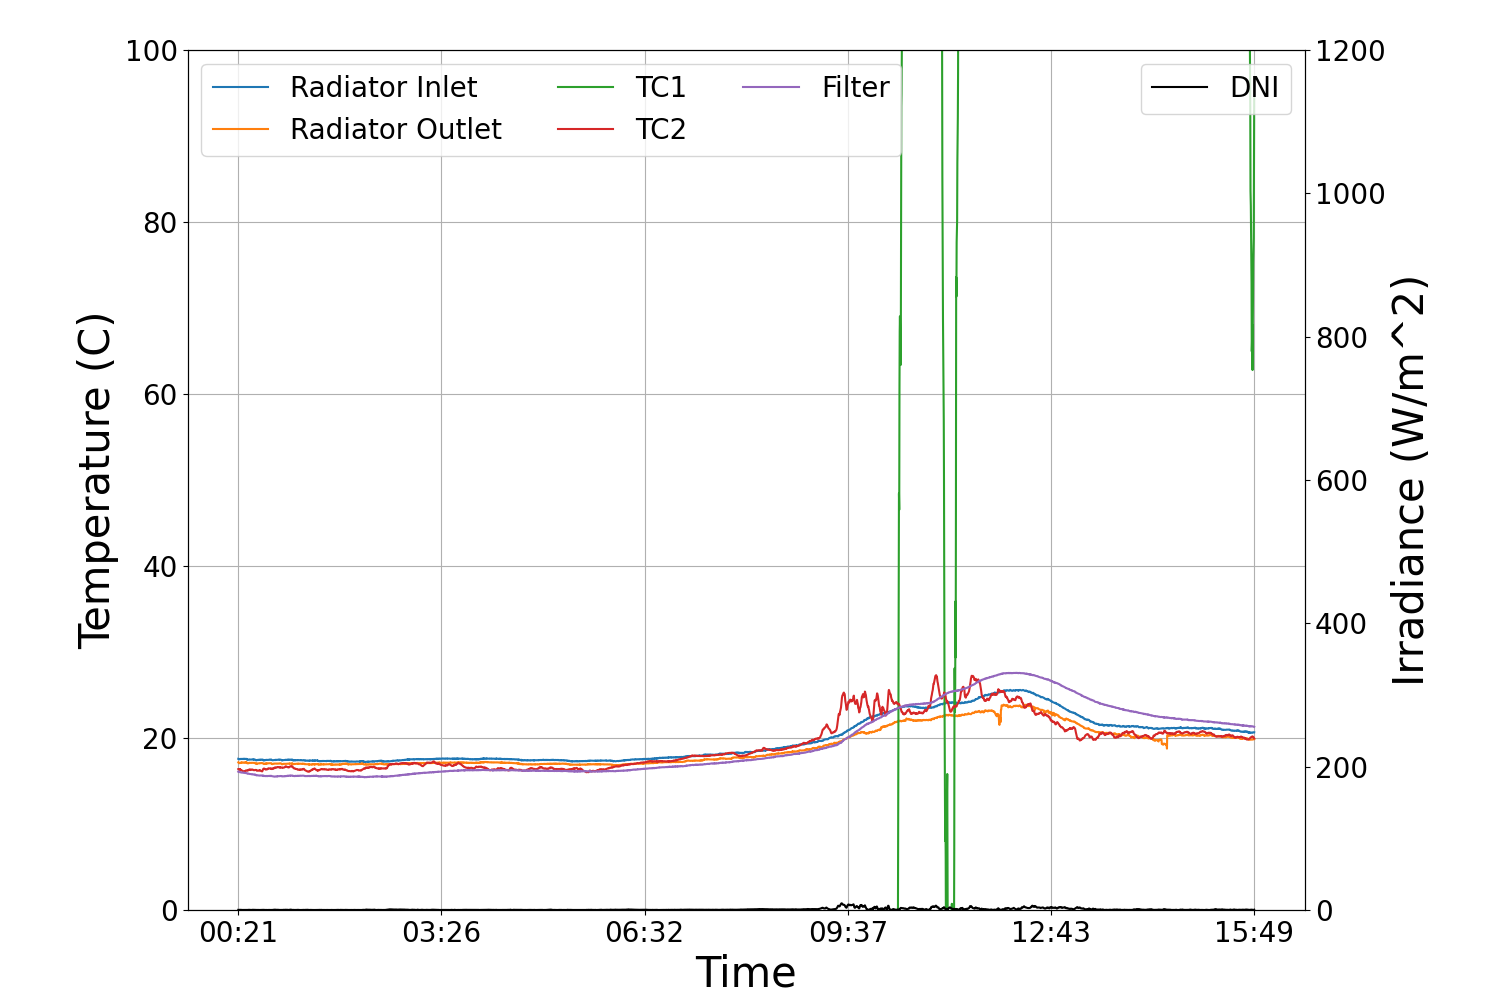 100
80
60
40
20
0
Temperature (C)
Radiator Inlet
Radiator Outlet
TC1
TC2
Filter
DNI
1200
1000
800
600
400
200
0
Irradiance (W/m^2)
00:21 03:26 06:32 09:37 12:43 15:49
Time